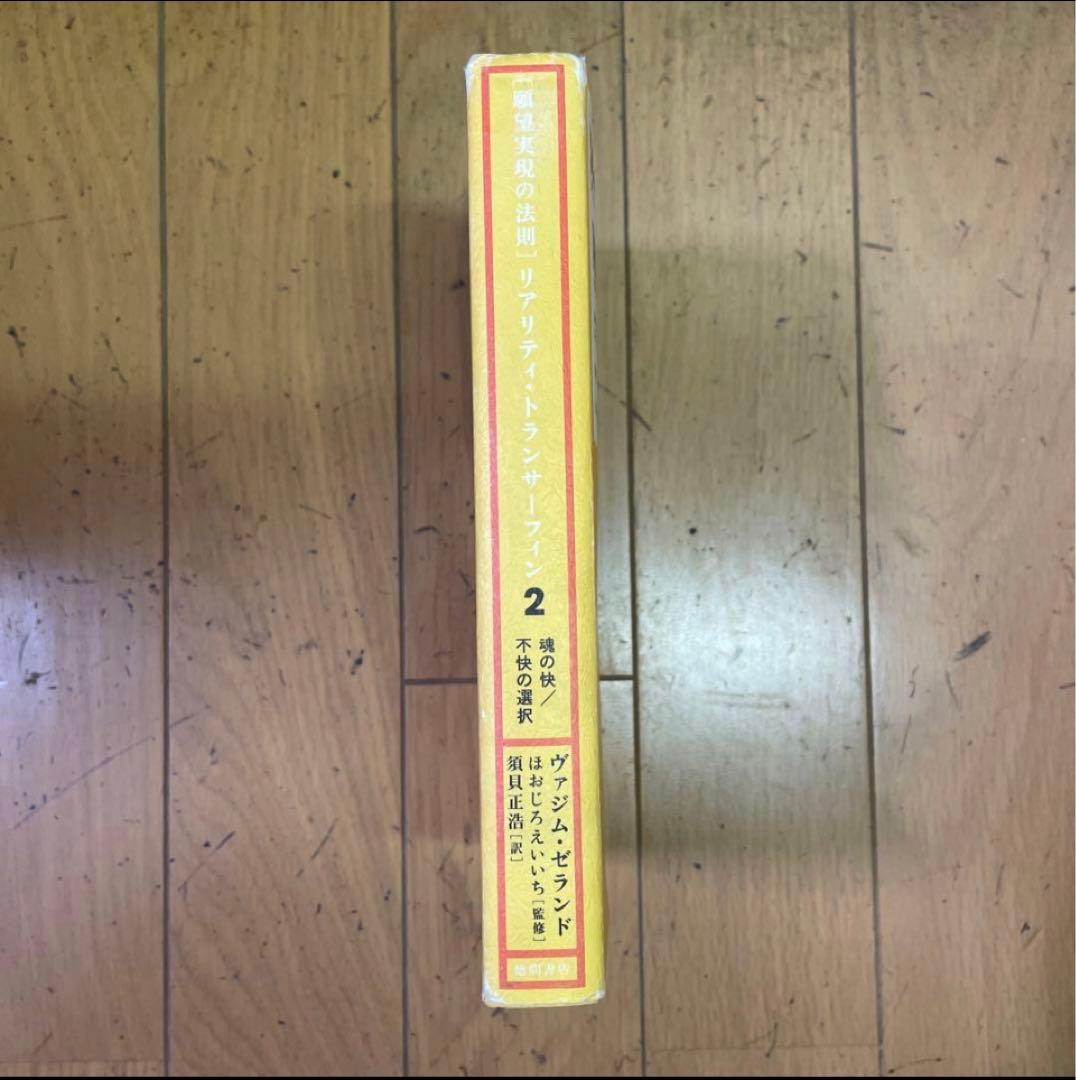 [願望実現の法則]リアリティ・トランサーフィン
2
魂の快／
不快の選択
ヴァジム・ゼランド
ほおじろえいいち[監修]
須貝正浩[訳]
徳間書店